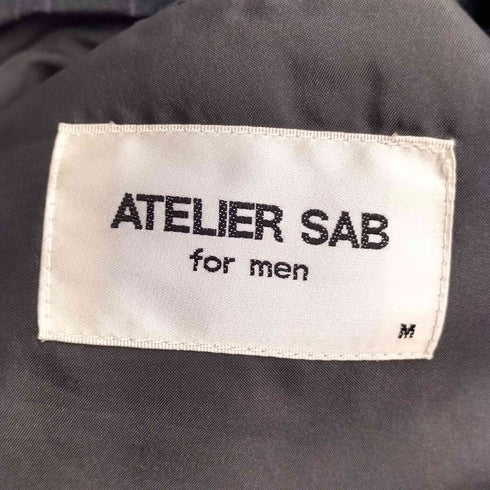 ATELIER SAB
for men
M